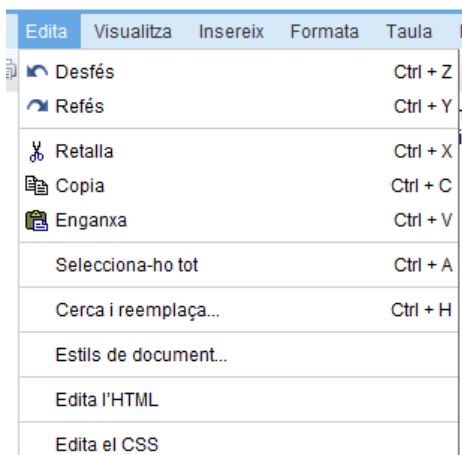 Edita Visualitza Insereix Formata Taula
Desfés Ctrl + Z
Refés Ctrl + Y
Retalla Ctrl + X
Copia Ctrl + C
Enganxa Ctrl + V
Selecciona-ho tot Ctrl + A
Cerca i reemplaça... Ctrl + H
Estils de document...
Edita l'HTML
Edita el CSS